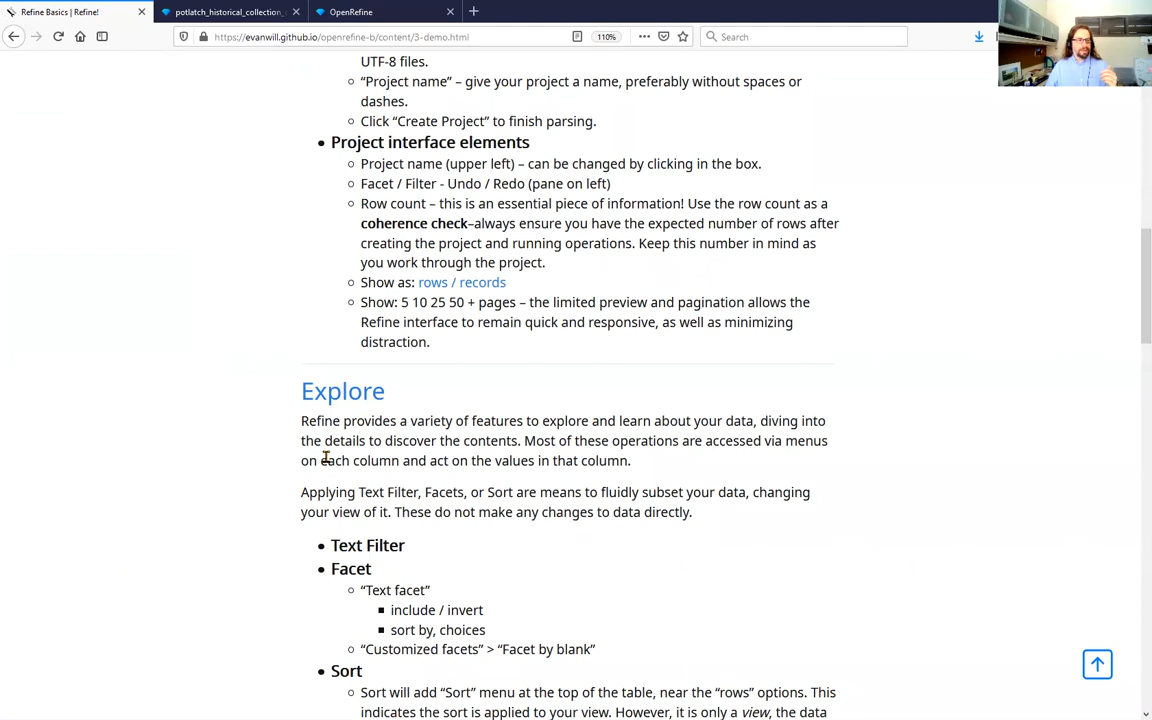 Refine Basics | Refine!
potlatch_historical_collection_
OpenRefine
https://evanwill.github.io/openrefine-b/content/3-demo.html
110%
Search
UTF-8 files.
“Project name” – give your project a name, preferably without spaces or
dashes.
Click “Create Project” to finish parsing.
Project interface elements
Project name (upper left) – can be changed by clicking in the box.
Facet / Filter - Undo / Redo (pane on left)
Row count – this is an essential piece of information! Use the row count as a
coherence check–always ensure you have the expected number of rows after
creating the project and running operations. Keep this number in mind as
you work through the project.
Show as: rows / records
Show: 5 10 25 50 + pages – the limited preview and pagination allows the
Refine interface to remain quick and responsive, as well as minimizing
distraction.
Explore
Refine provides a variety of features to explore and learn about your data, diving into
the details to discover the contents. Most of these operations are accessed via menus
on each column and act on the values in that column.
Applying Text Filter, Facets, or Sort are means to fluidly subset your data, changing
your view of it. These do not make any changes to data directly.
Text Filter
Facet
“Text facet”
include / invert
sort by, choices
“Customized facets” > “Facet by blank”
Sort
Sort will add “Sort” menu at the top of the table, near the “rows” options. This
indicates the sort is applied to your view. However, it is only a view, the data